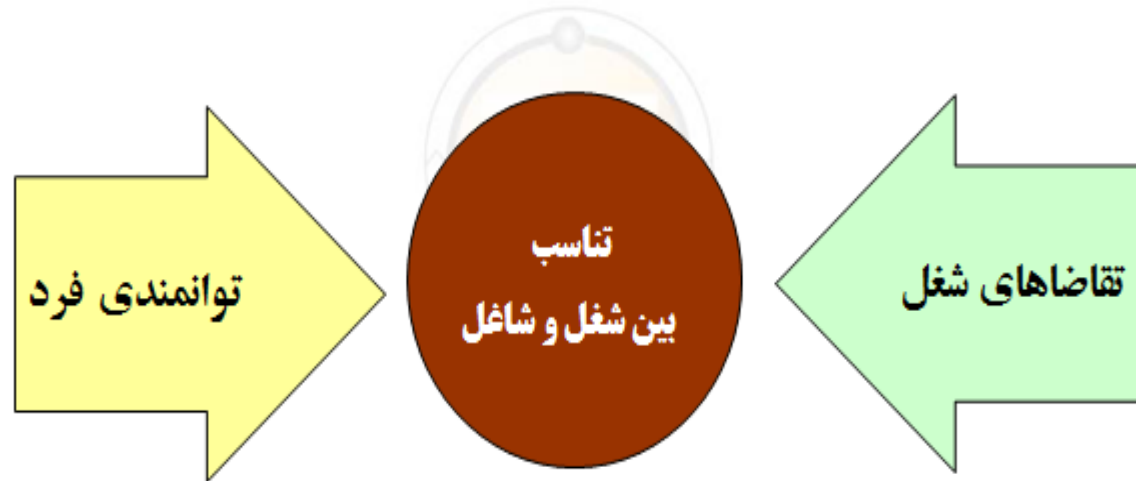 تقاضاهای شغل
تناسب
بین شغل و شاغل
توانمندی فرد